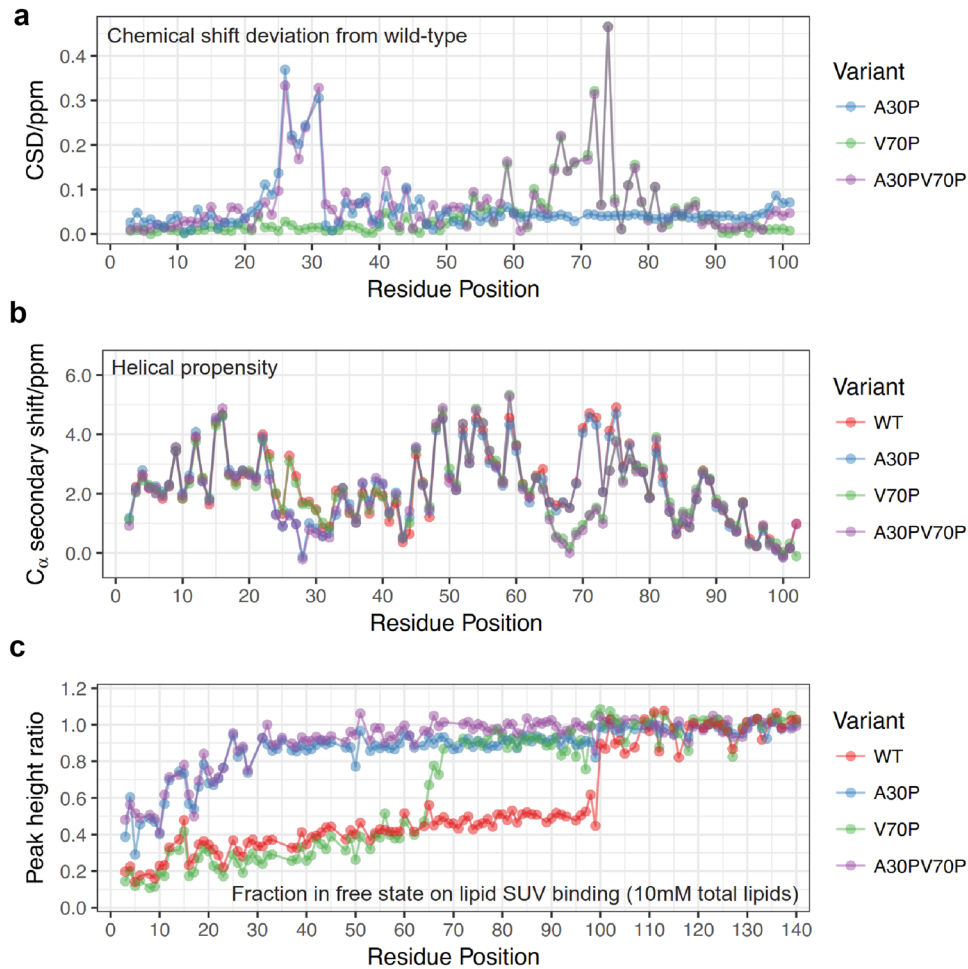 a
Chemical shift deviation from wild-type
CSD/ppm
0.4
0.3
0.2
0.1
0.0
0 10 20 30 40 50 60 70 80 90 100
Residue Position
Variant
A30P
V70P
A30PV70P
b
Helical propensity
Cα secondary shift/ppm
6.0
4.0
2.0
0.0
0 10 20 30 40 50 60 70 80 90 100
Residue Position
Variant
WT
A30P
V70P
A30PV70P
c
Peak height ratio
1.2
1.0
0.8
0.6
0.4
0.2
0.0
Fraction in free state on lipid SUV binding (10mM total lipids)
0 10 20 30 40 50 60 70 80 90 100 110 120 130 140
Residue Position
Variant
WT
A30P
V70P
A30PV70P